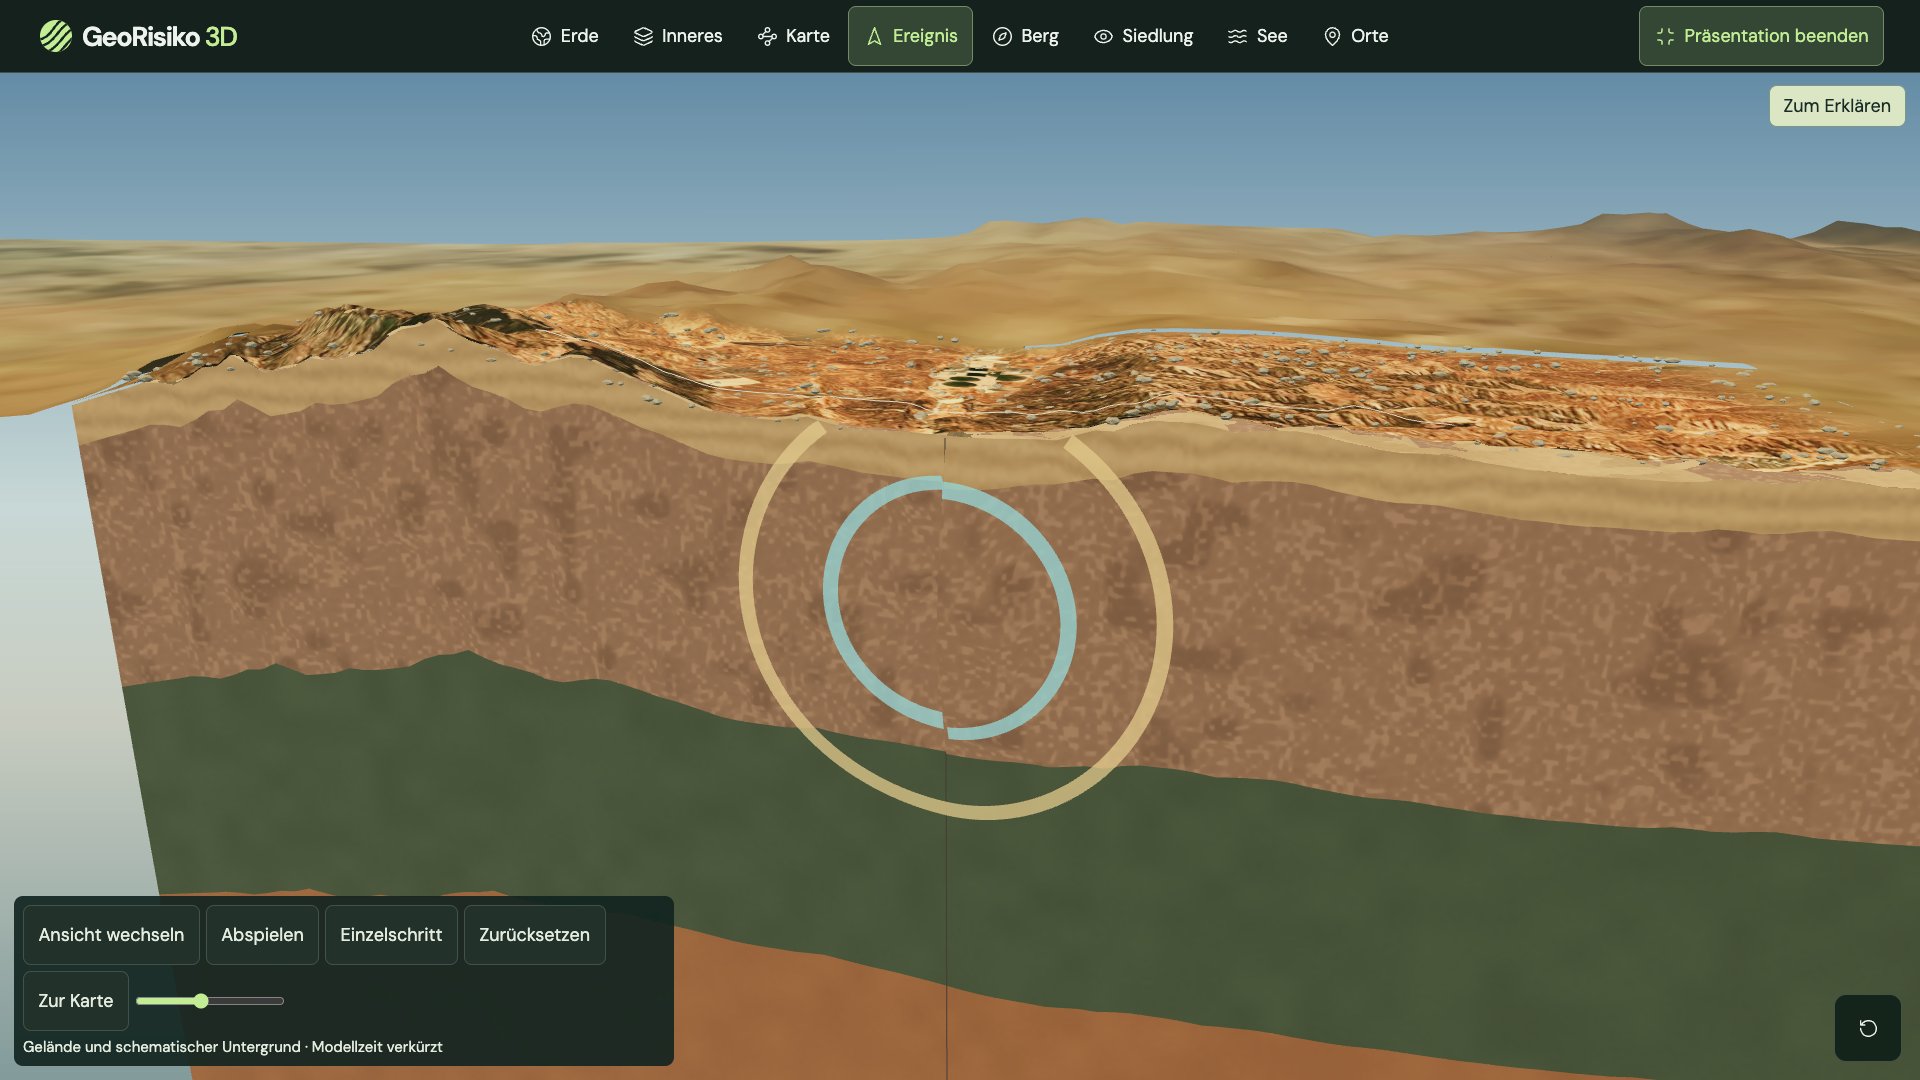 GeoRisiko 3D
Erde
Inneres
Karte
Ereignis
Berg
Siedlung
See
Orte
Präsentation beenden
Zum Erklären
Ansicht wechseln
Abspielen
Einzelschritt
Zurücksetzen
Zur Karte
Gelände und schematischer Untergrund · Modellzeit verkürzt